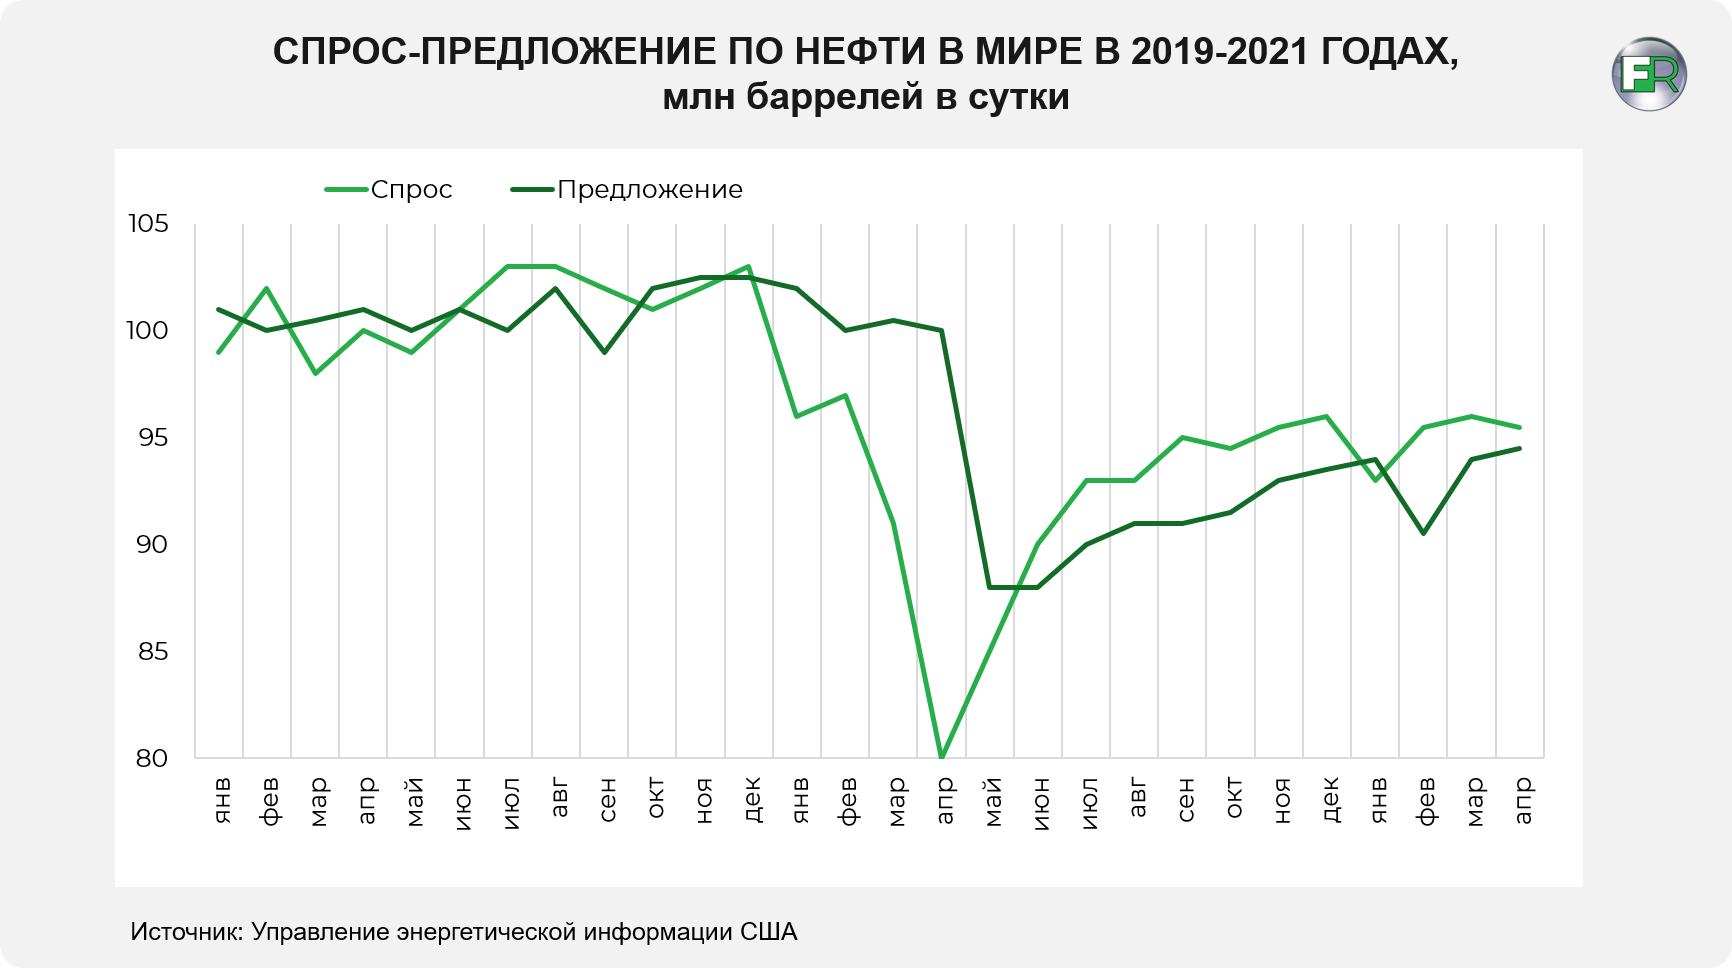 СПРОС-ПРЕДЛОЖЕНИЕ ПО НЕФТИ В МИРЕ В 2019-2021 ГОДАХ,
млн баррелей в сутки
FR
Спрос Предложение
105
100
95
90
85
80
янв фев мар апр май июн июл авг сен окт ноя дек янв фев мар апр май июн июл авг сен окт ноя дек янв фев мар апр
Источник: Управление энергетической информации США